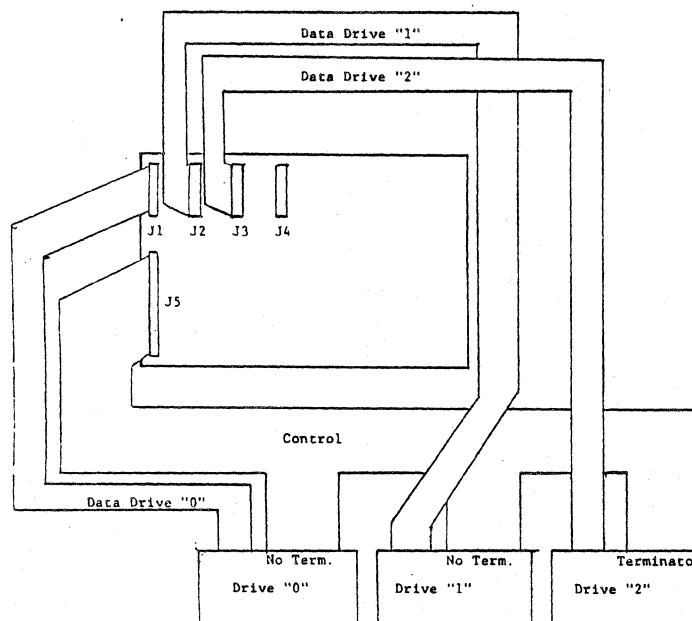 Data Drive "1"
Data Drive "2"
J1 J2 J3 J4
J5
Control
Data Drive "0"
No Term. No Term. Terminato
Drive "0" Drive "1" Drive "2"